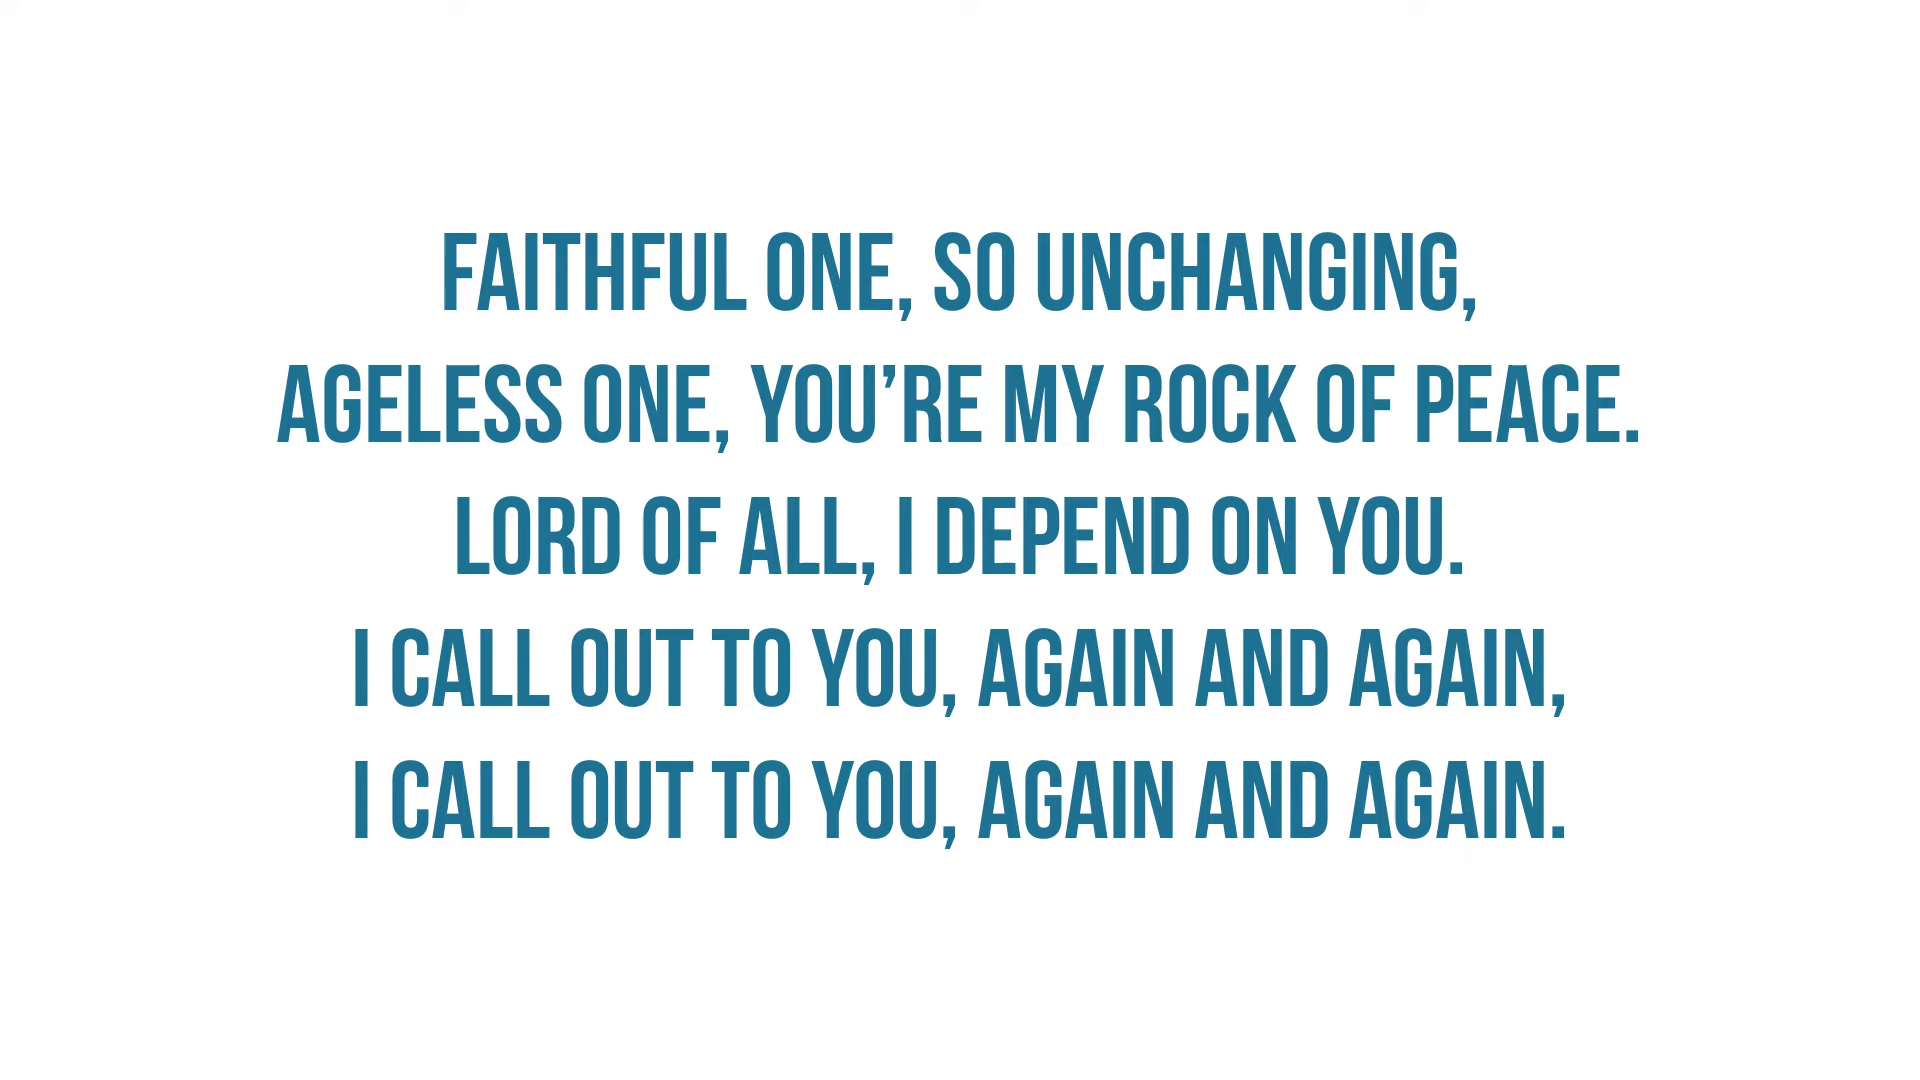 FAITHFUL ONE, SO UNCHANGING,
AGELESS ONE, YOU’RE MY ROCK OF PEACE.
LORD OF ALL, I DEPEND ON YOU.
I CALL OUT TO YOU, AGAIN AND AGAIN,
I CALL OUT TO YOU, AGAIN AND AGAIN.